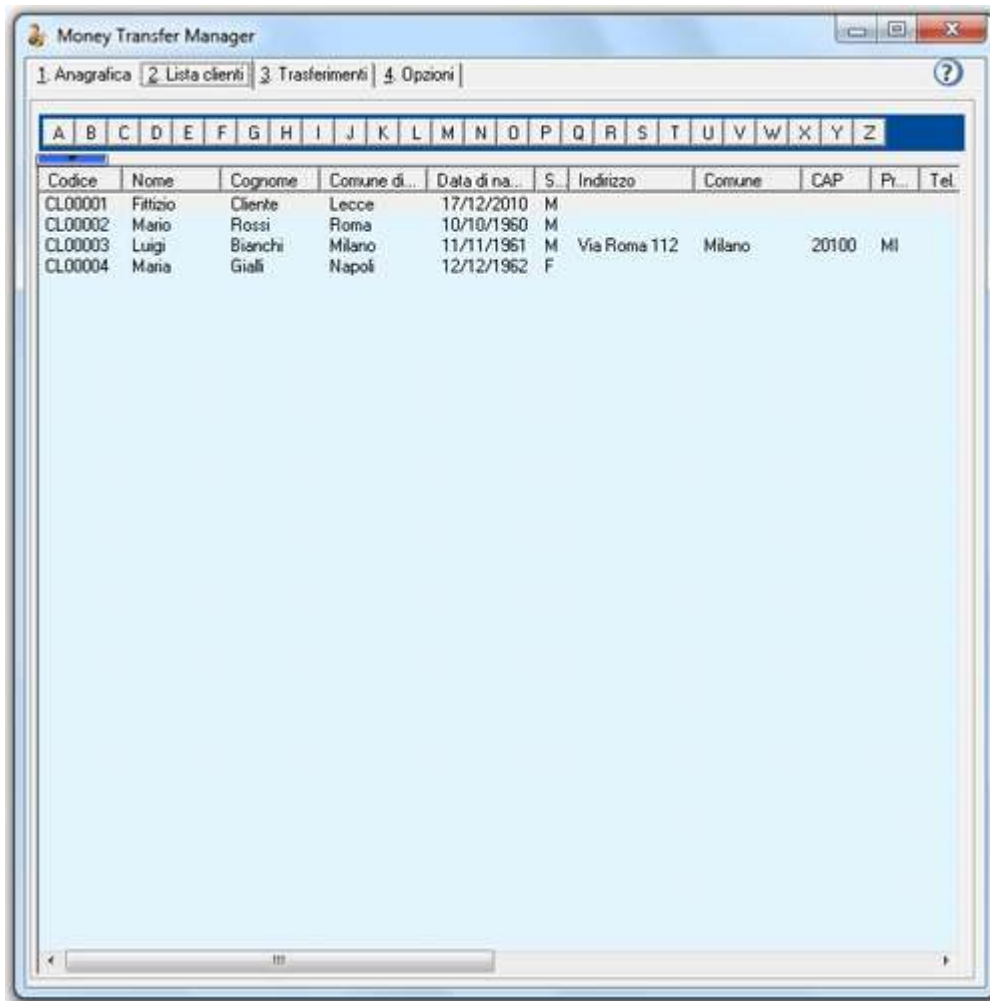 Money Transfer Manager
1. Anagrafica 2. Lista clienti 3. Trasferimenti 4. Opzioni ?
A B C D E F G H I J K L M N O P Q R S T U V W X Y Z
Codice Nome Cognome Comune di... Data di na... S... Indirizzo Comune CAP Pr... Tel.
CL00001 Fittizio Cliente Lecce 17/12/2010 M
CL00002 Mario Rossi Roma 10/10/1960 M
CL00003 Luigi Bianchi Milano 11/11/1961 M Via Roma 112 Milano 20100 MI
CL00004 Maria Gialli Napoli 12/12/1962 F